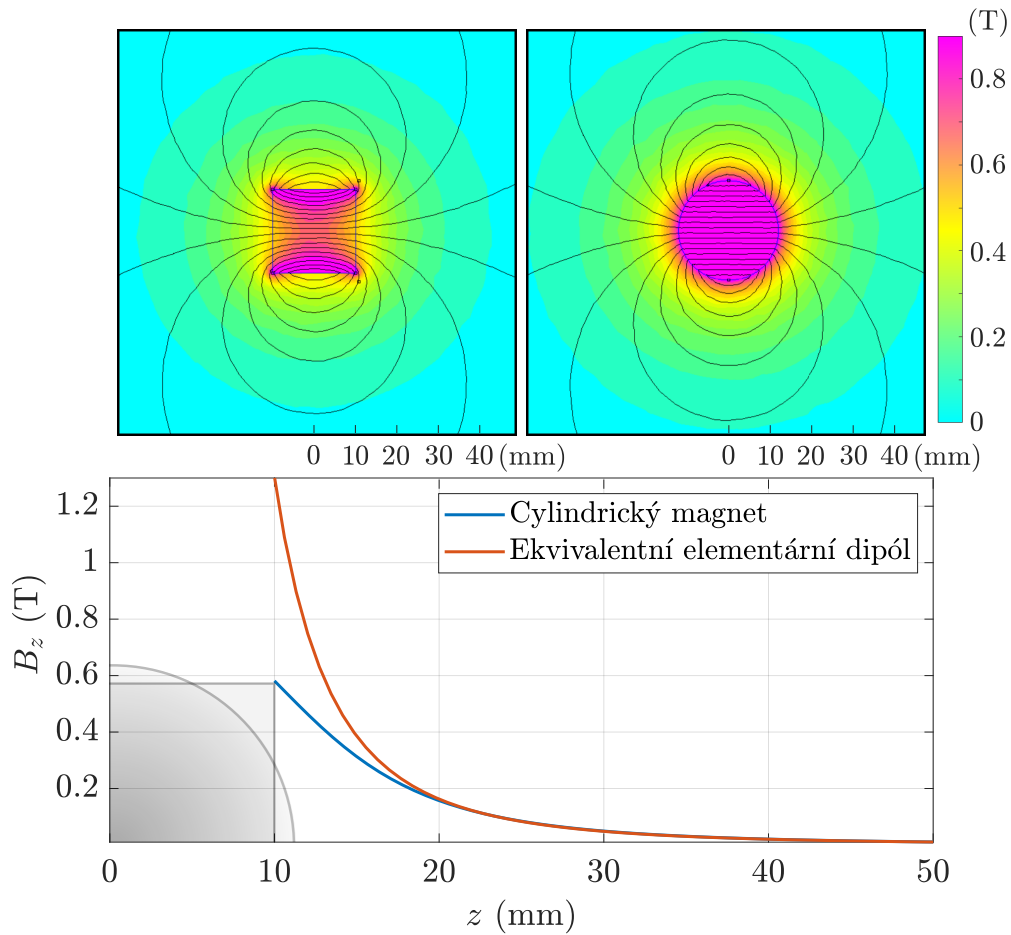 (T)
0.8
0.6
0.4
0.2
0
0 10 20 30 40 (mm)
0 10 20 30 40 (mm)
1.2
1
0.8
0.6
0.4
0.2
B_z (T)
Cylindrický magnet
Ekvivalentní elementární dipól
0 10 20 30 40 50
z (mm)